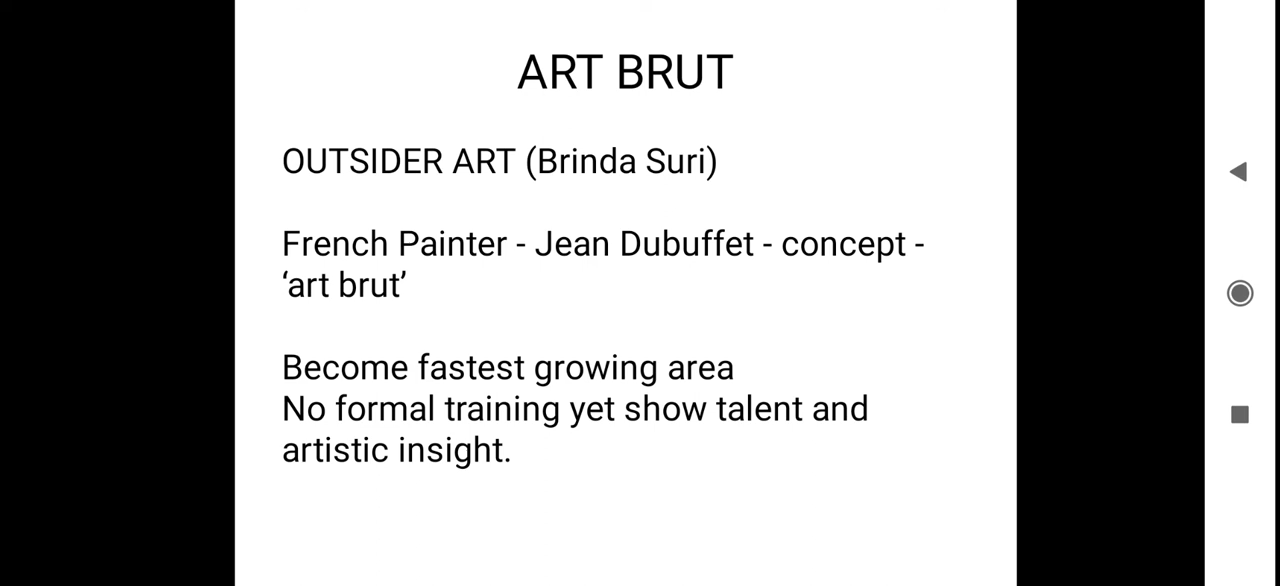 ART BRUT
OUTSIDER ART (Brinda Suri)
French Painter - Jean Dubuffet - concept -
‘art brut’
Become fastest growing area
No formal training yet show talent and
artistic insight.